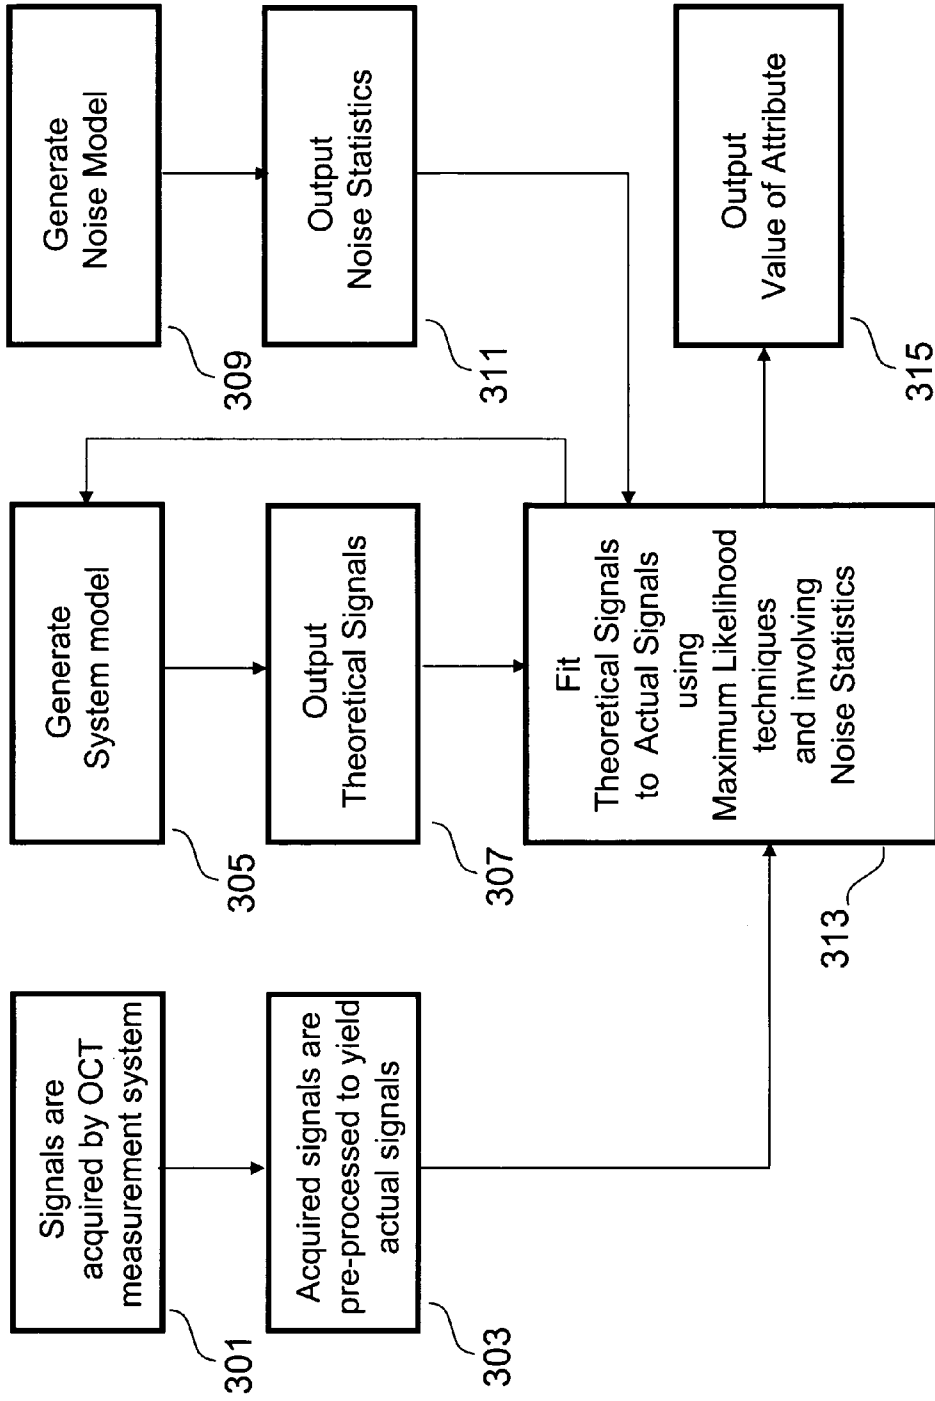 Signals are
acquired by OCT
measurement system
301
Acquired signals are
pre-processed to yield
actual signals
303
Generate
System model
305
Output
Theoretical Signals
307
Generate
Noise Model
309
Output
Noise Statistics
311
Fit
Theoretical Signals
to Actual Signals
using
Maximum Likelihood
techniques
and involving
Noise Statistics
313
Output
Value of Attribute
315